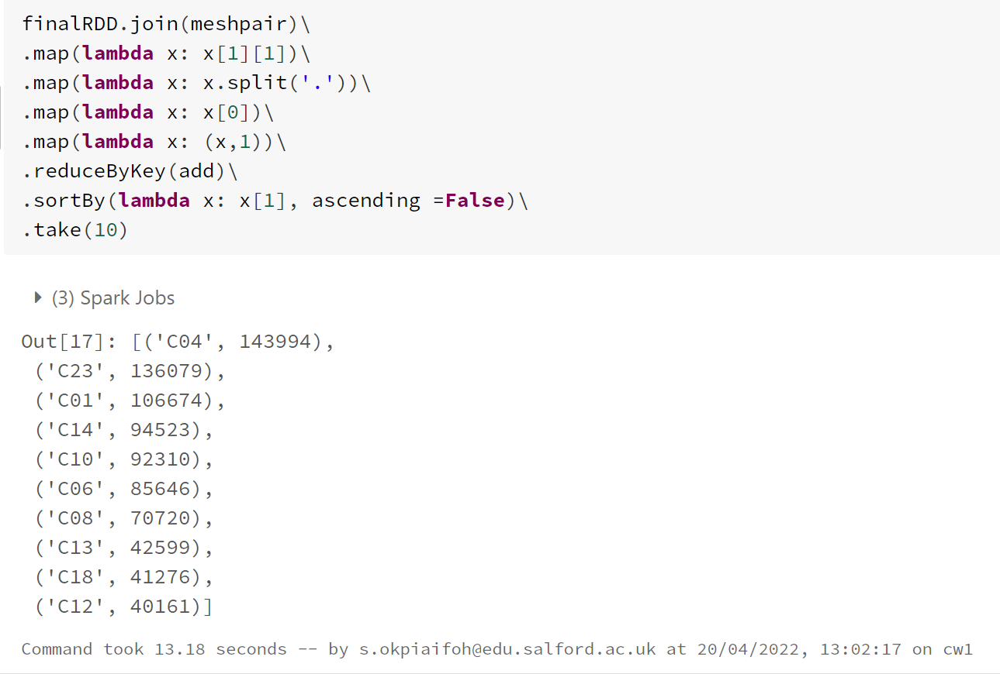 finalRDD.join(meshpair)\
.map(lambda x: x[1][1])\
.map(lambda x: x.split('.'))\
.map(lambda x: x[0])\
.map(lambda x: (x,1))\
.reduceByKey(add)\
.sortBy(lambda x: x[1], ascending =False)\
.take(10)
(3) Spark Jobs
Out[17]: [('C04', 143994),
('C23', 136079),
('C01', 106674),
('C14', 94523),
('C10', 92310),
('C06', 85646),
('C08', 70720),
('C13', 42599),
('C18', 41276),
('C12', 40161)]
Command took 13.18 seconds -- by s.okpiaifoh@edu.salford.ac.uk at 20/04/2022, 13:02:17 on cw1